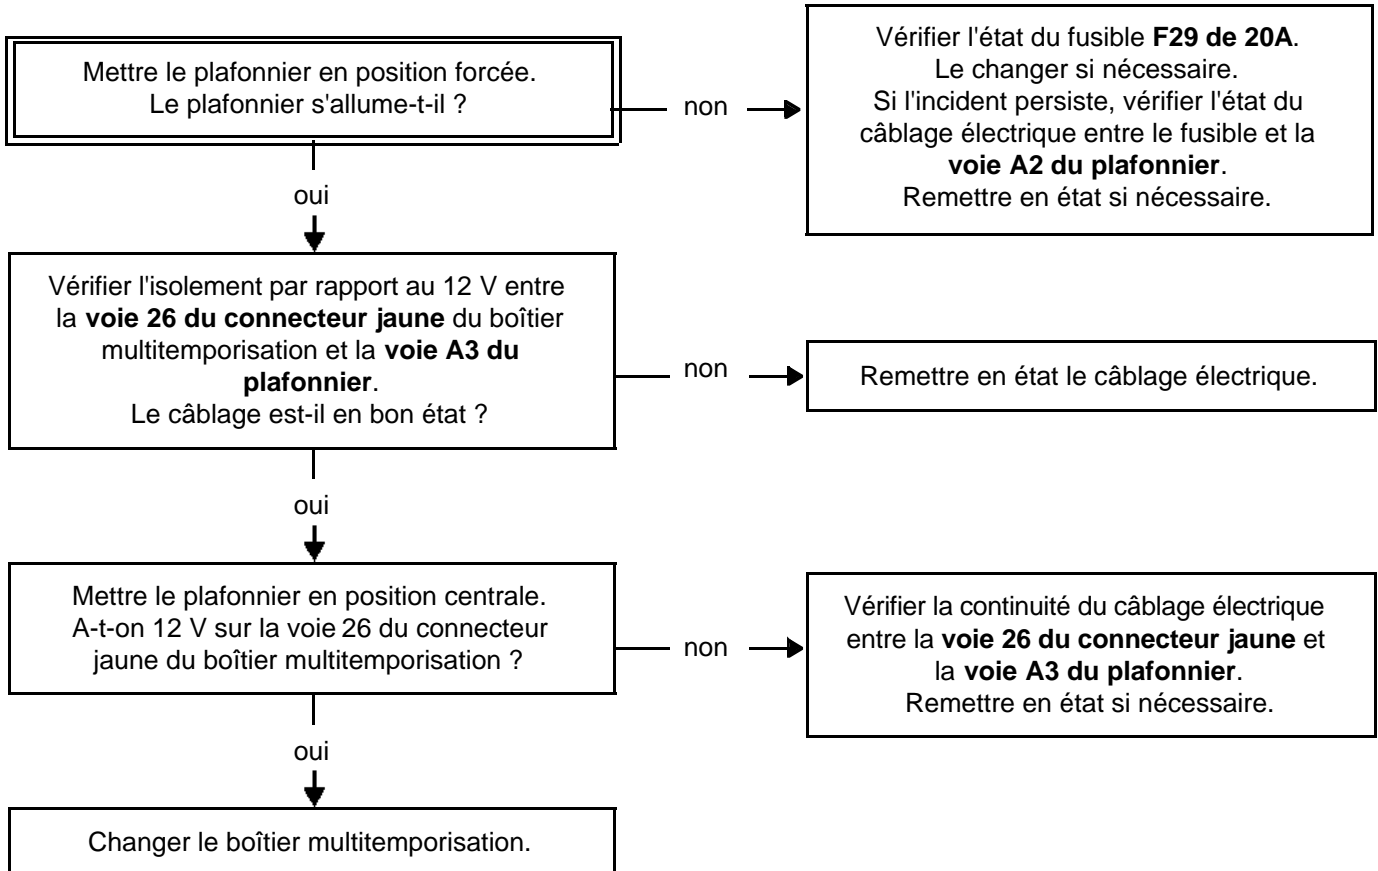 Mettre le plafonnier en position forcée.
Le plafonnier s'allume-t-il ?
non
Vérifier l'état du fusible F29 de 20A.
Le changer si nécessaire.
Si l'incident persiste, vérifier l'état du
câblage électrique entre le fusible et la
voie A2 du plafonnier.
Remettre en état si nécessaire.
oui
Vérifier l'isolement par rapport au 12 V entre
la voie 26 du connecteur jaune du boîtier
multitemporisation et la voie A3 du
plafonnier.
Le câblage est-il en bon état ?
non
Remettre en état le câblage électrique.
oui
Mettre le plafonnier en position centrale.
A-t-on 12 V sur la voie 26 du connecteur
jaune du boîtier multitemporisation ?
non
Vérifier la continuité du câblage électrique
entre la voie 26 du connecteur jaune et
la voie A3 du plafonnier.
Remettre en état si nécessaire.
oui
Changer le boîtier multitemporisation.